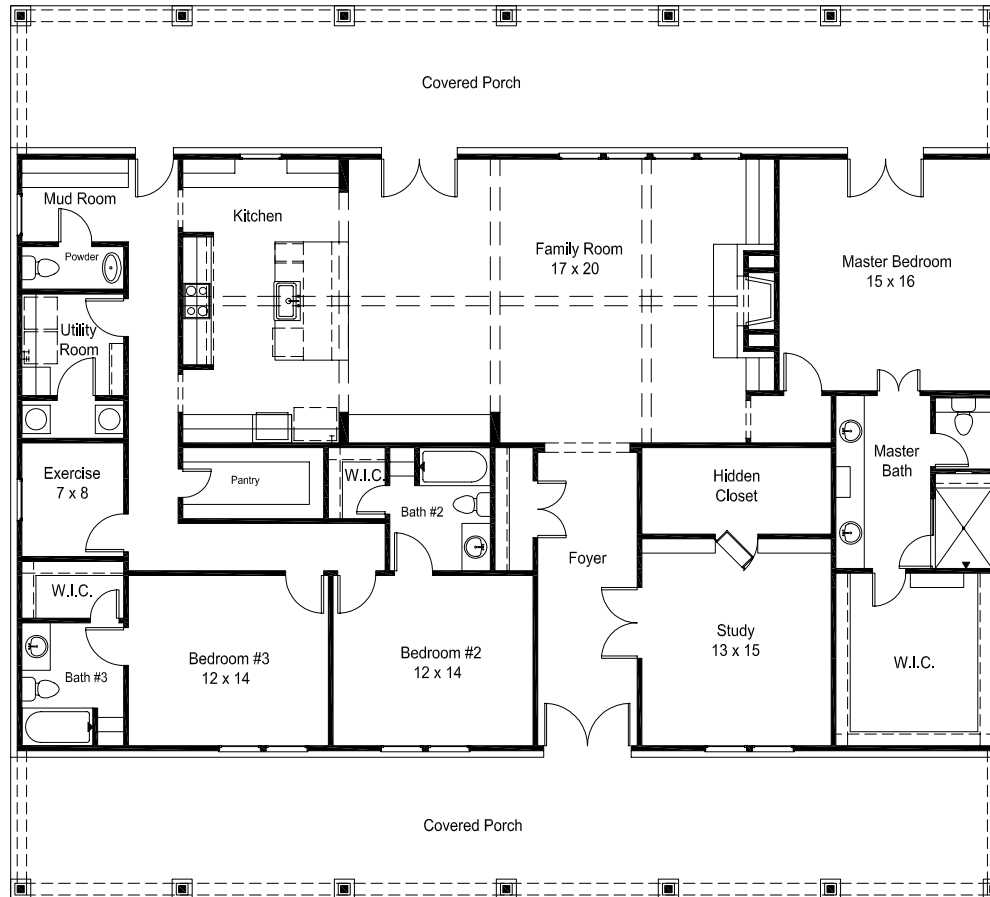 Covered Porch
Mud Room
Kitchen
Powder
Family Room
17 x 20
Master Bedroom
15 x 16
Utility
Room
Exercise
7 x 8
Pantry
W.I.C.
Bath #2
Hidden
Closet
Master
Bath
Foyer
W.I.C.
Bath #3
Bedroom #3
12 x 14
Bedroom #2
12 x 14
Study
13 x 15
W.I.C.
Covered Porch